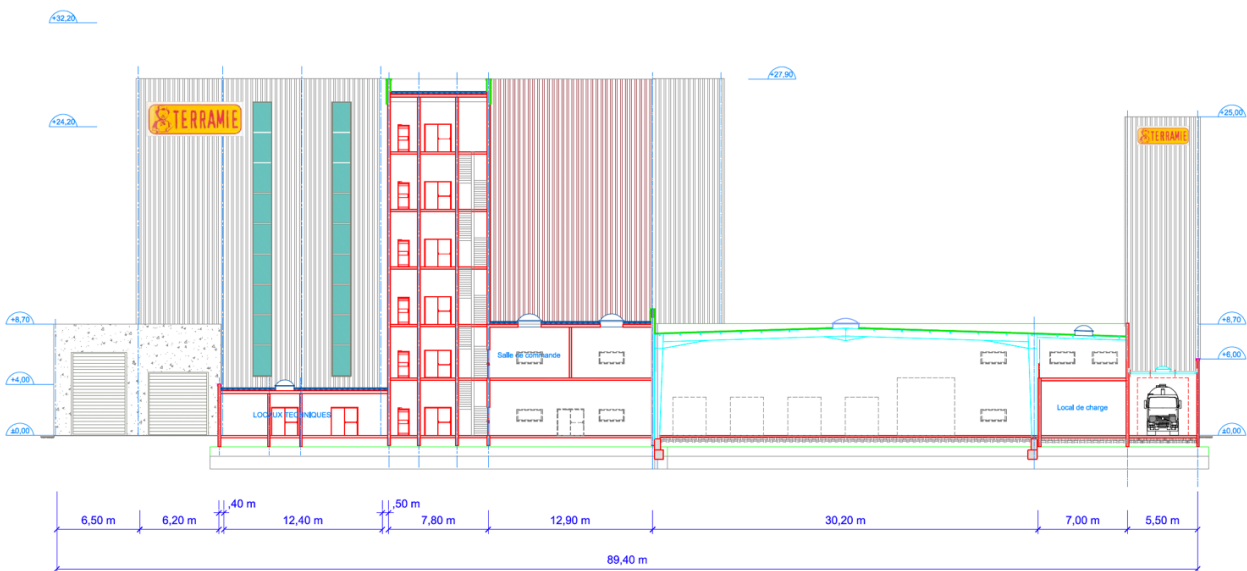 +32,20
+27,90
+24,20
TERRAMIE
+25,00
TERRAMIE
+8,70
+8,70
Salle de commande
+6,00
+4,00
LOCAUX TECHNIQUES
Local de charge
±0,00
±0,00
,40 m
,50 m
6,50 m
6,20 m
12,40 m
7,80 m
12,90 m
30,20 m
7,00 m
5,50 m
89,40 m